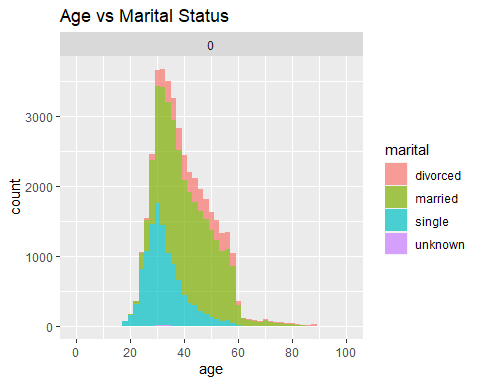 Age vs Marital Status
0
3000
2000
1000
0
count
0 20 40 60 80 100
age
marital
divorced
married
single
unknown